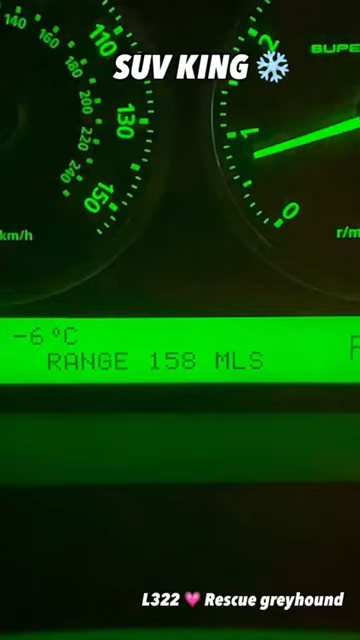 SUV KING ❄️
140
160
180
200
220
240
110
130
150
km/h
2
1
0
SUPE
r/m
-6°C
RANGE 158 MLS
L322 💗 Rescue greyhound